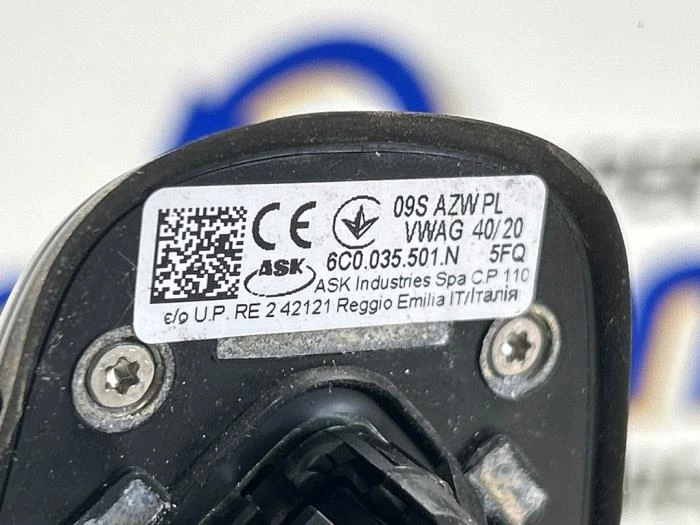 09S AZW PL
CE VWAG 40/20
6C0.035.501.N 5FQ
ASK ASK Industries Spa C.P 110
є/о U.P. RE 2 42121 Reggio Emilia IT/Італія